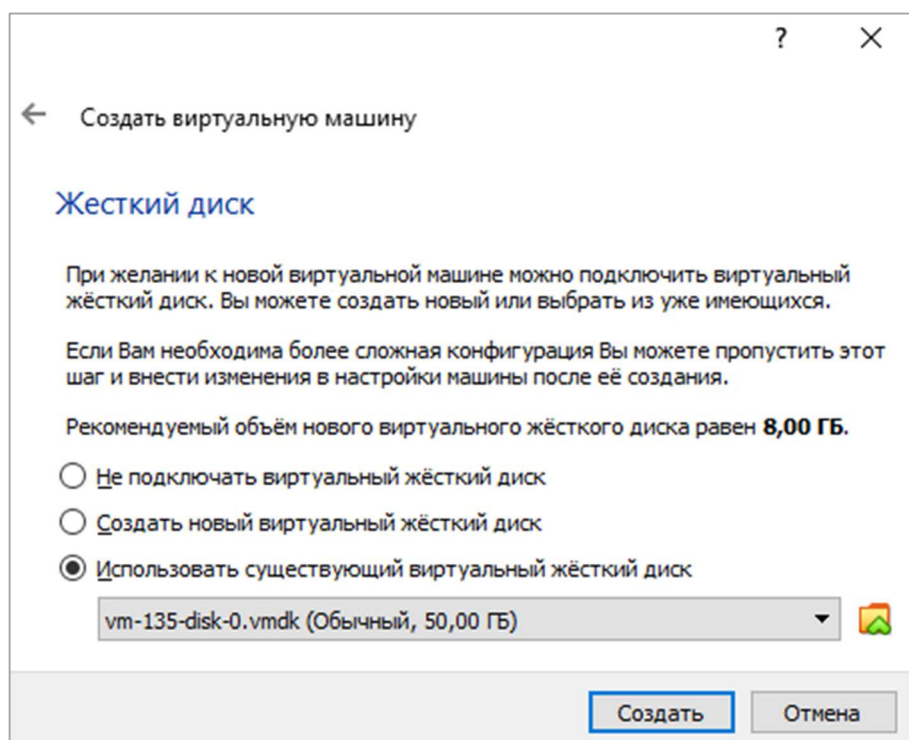 ?
Создать виртуальную машину
Жесткий диск
При желании к новой виртуальной машине можно подключить виртуальный
жёсткий диск. Вы можете создать новый или выбрать из уже имеющихся.
Если Вам необходима более сложная конфигурация Вы можете пропустить этот
шаг и внести изменения в настройки машины после её создания.
Рекомендуемый объём нового виртуального жёсткого диска равен 8,00 ГБ.
Не подключать виртуальный жёсткий диск
Создать новый виртуальный жёсткий диск
Использовать существующий виртуальный жёсткий диск
vm-135-disk-0.vmdk (Обычный, 50,00 ГБ)
Создать Отмена